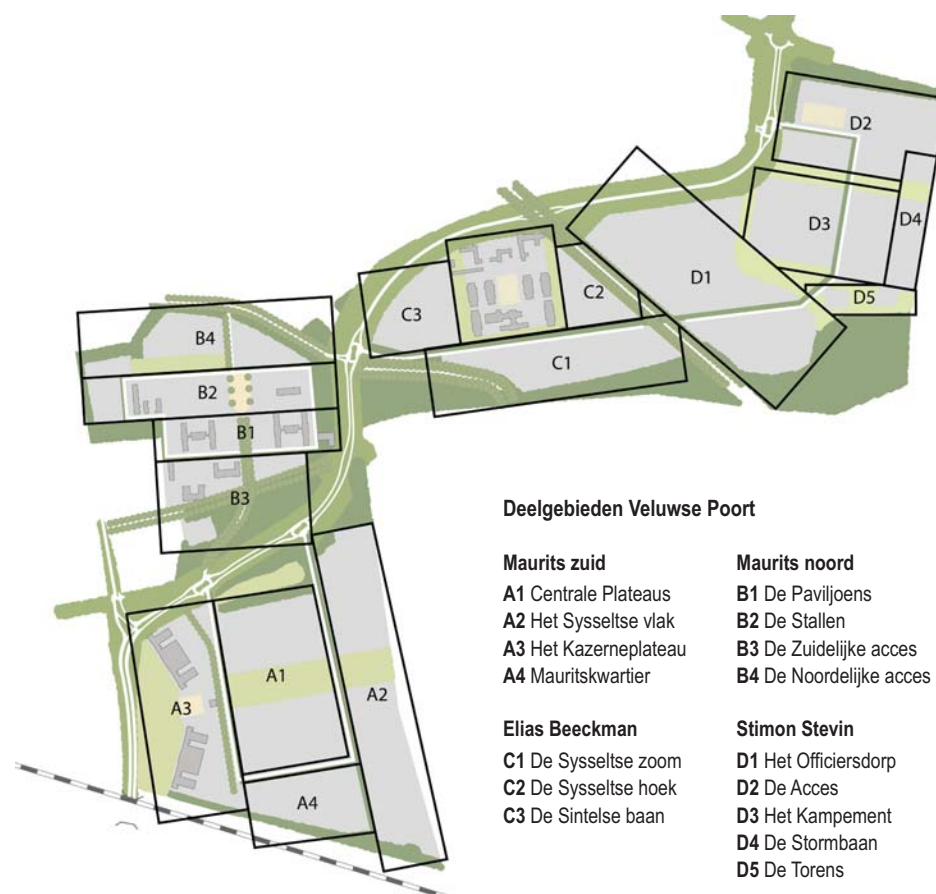 D2
D3
D4
D1
C2
C3
D5
B4
C1
B2
B1
B3
A1
A2
A3
A4
Deelgebieden Veluwse Poort
Maurits zuid
A1 Centrale Plateaus
A2 Het Sysseltse vlak
A3 Het Kazerneplateau
A4 Mauritskwartier
Maurits noord
B1 De Paviljoens
B2 De Stallen
B3 De Zuidelijke acces
B4 De Noordelijke acces
Elias Beeckman
C1 De Sysseltse zoom
C2 De Sysseltse hoek
C3 De Sintelse baan
Stimon Stevin
D1 Het Officiersdorp
D2 De Acces
D3 Het Kampement
D4 De Stormbaan
D5 De Torens